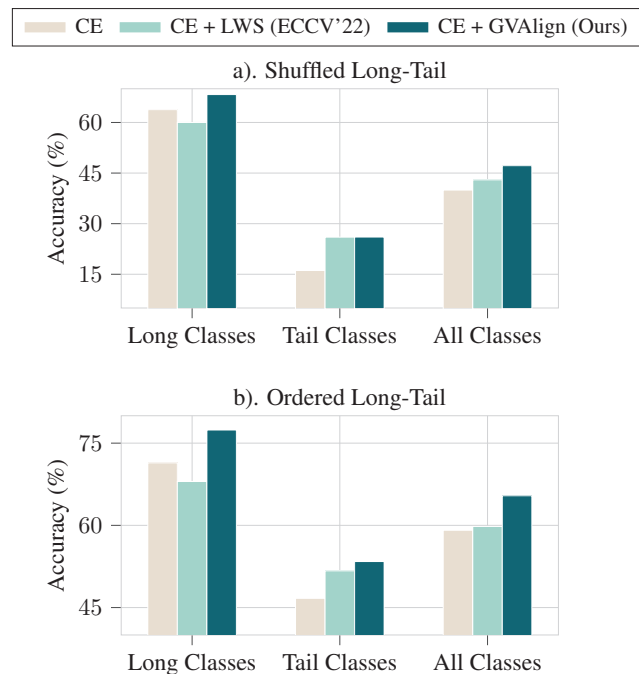 CE CE + LWS (ECCV'22) CE + GVAlign (Ours)
a). Shuffled Long-Tail
Accuracy (%)
60
45
30
15
Long Classes Tail Classes All Classes
b). Ordered Long-Tail
Accuracy (%)
75
60
45
Long Classes Tail Classes All Classes